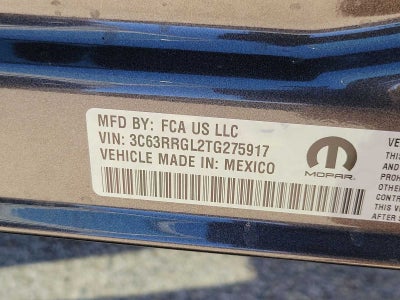 MFD BY: FCA US LLC
VIN: 3C63RRGL2TG275917
VEHICLE MADE IN: MEXICO
MOPAR